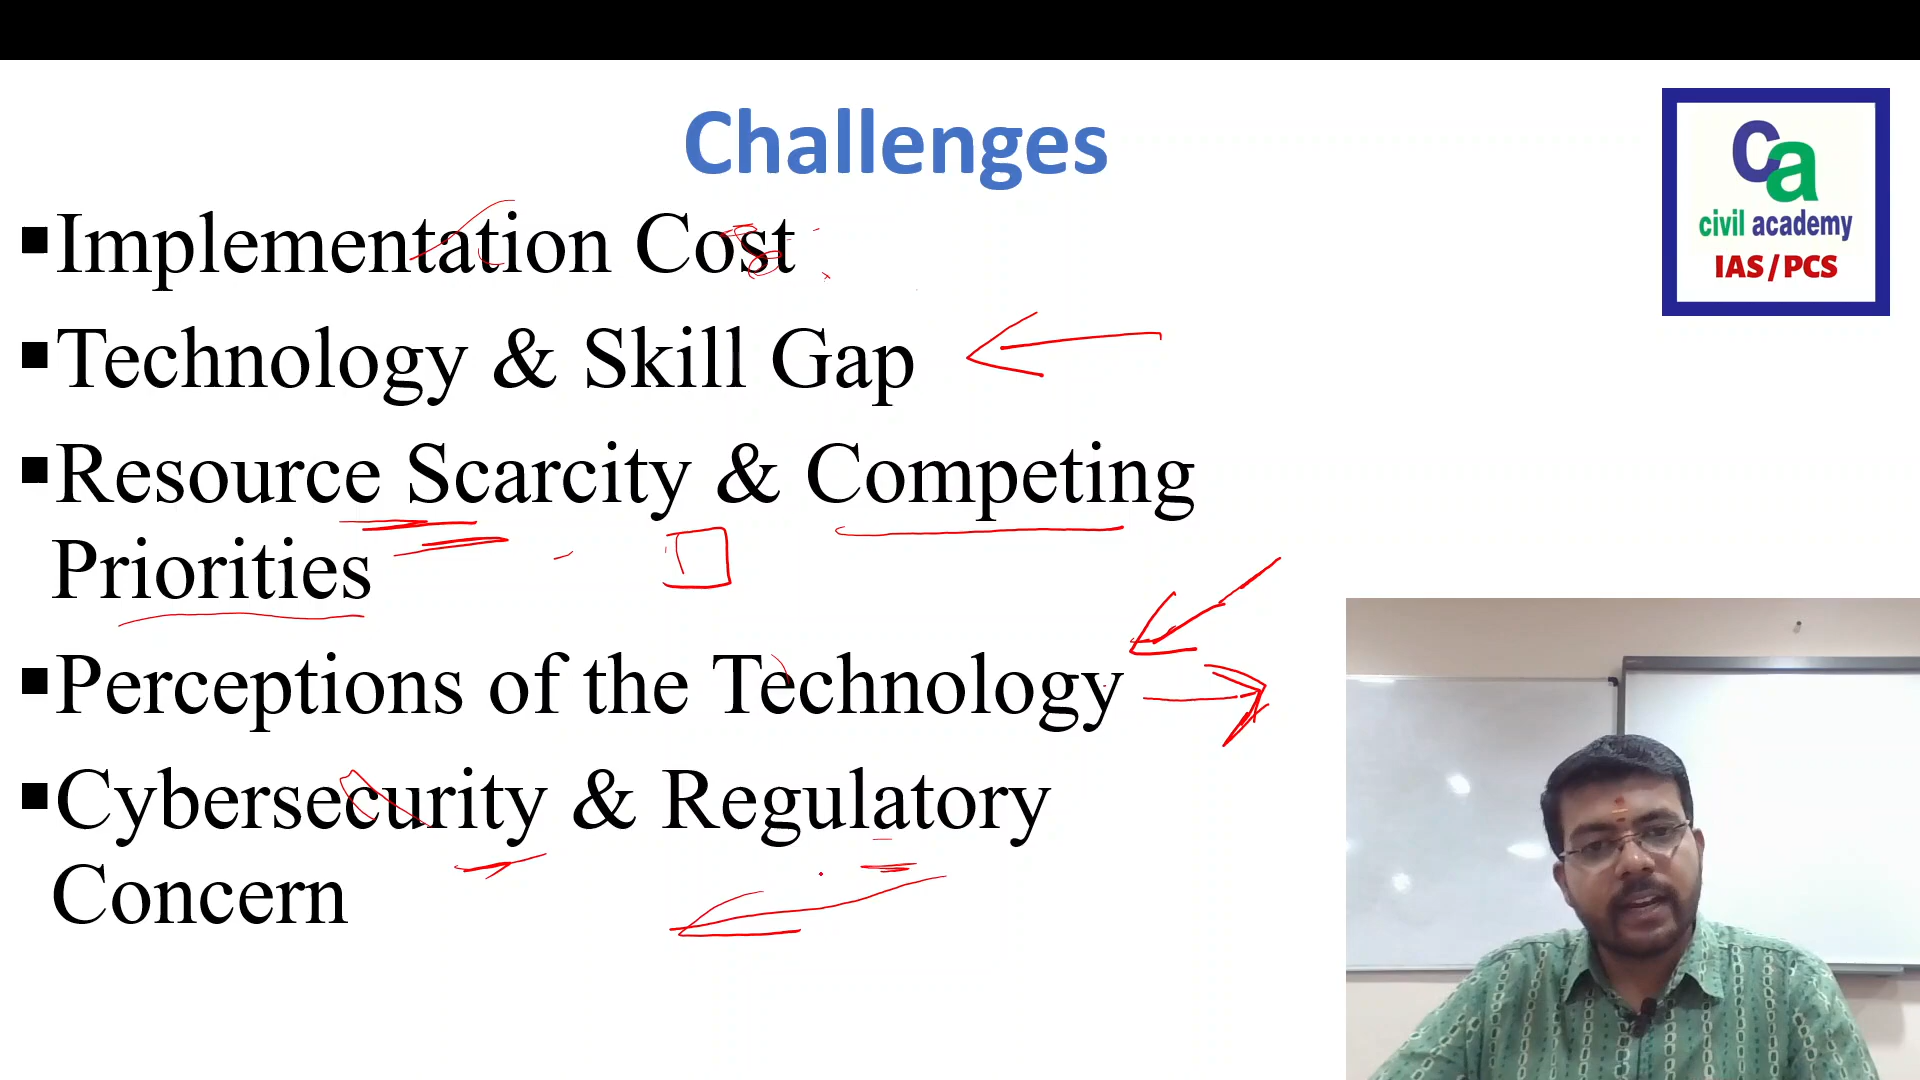 Challenges
▪Implementation Cost
▪Technology & Skill Gap
▪Resource Scarcity & Competing
Priorities
▪Perceptions of the Technology
▪Cybersecurity & Regulatory
Concern
ca
civil academy
IAS/PCS